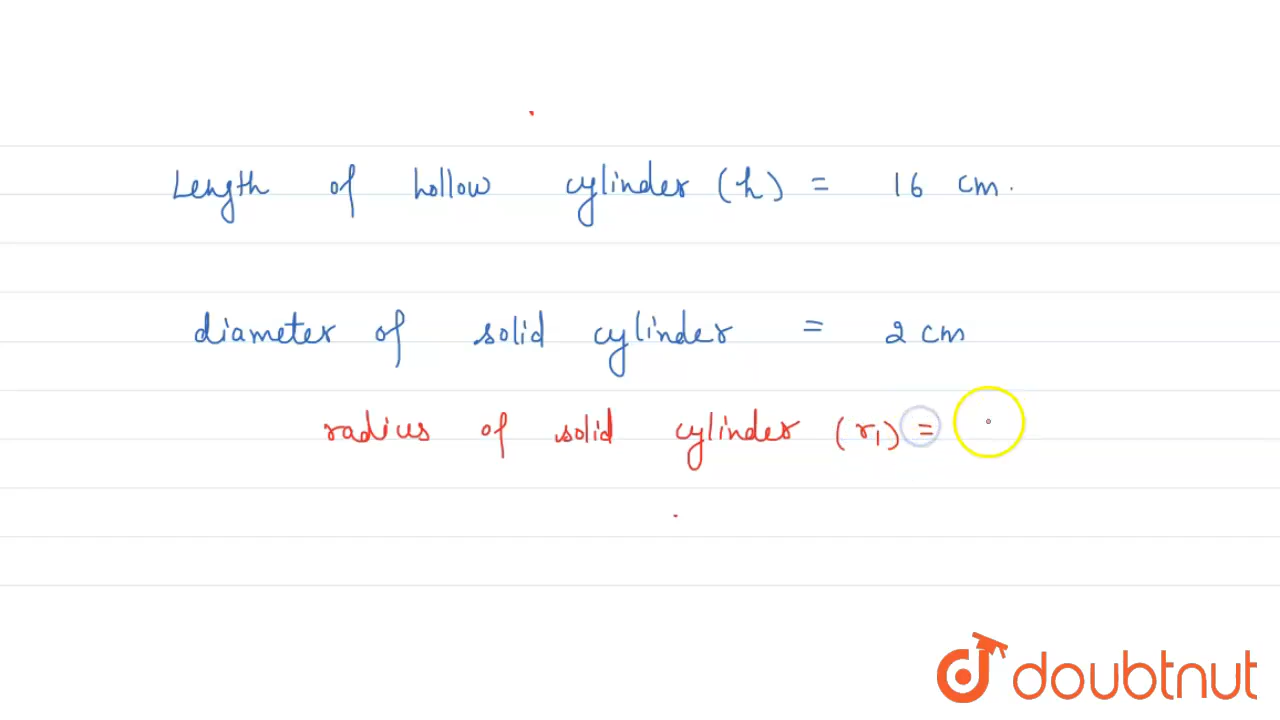 Length of hollow cylinder (h) = 16 cm.
diameter of solid cylinder = 2 cm
radius of solid cylinder (r₁) =
doubtnut